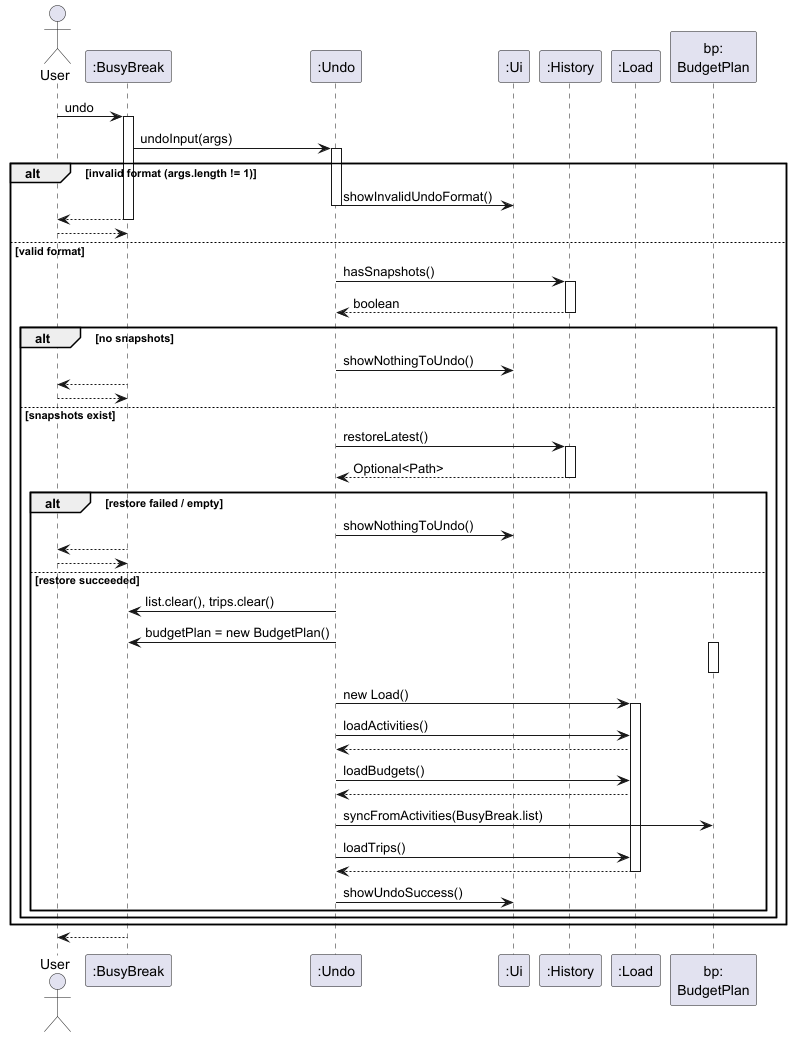 User
:BusyBreak
:Undo
:Ui
:History
:Load
bp:
BudgetPlan
undo
undoInput(args)
alt
[invalid format (args.length != 1)]
showInvalidUndoFormat()
[valid format]
hasSnapshots()
boolean
alt
[no snapshots]
showNothingToUndo()
[snapshots exist]
restoreLatest()
Optional<Path>
alt
[restore failed / empty]
showNothingToUndo()
[restore succeeded]
list.clear(), trips.clear()
budgetPlan = new BudgetPlan()
new Load()
loadActivities()
loadBudgets()
syncFromActivities(BusyBreak.list)
loadTrips()
showUndoSuccess()
User
:BusyBreak
:Undo
:Ui
:History
:Load
bp:
BudgetPlan